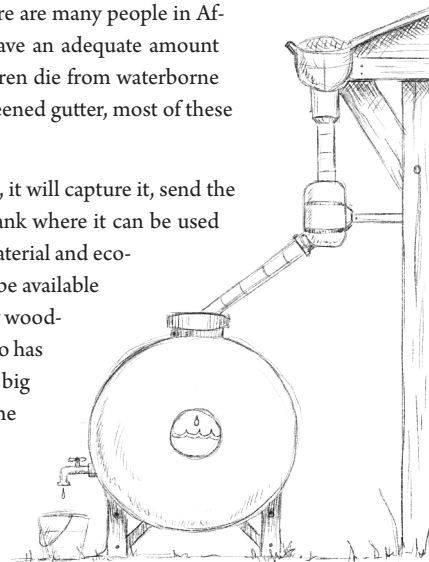 re are many people in Af-
ave an adequate amount
ren die from waterborne
eened gutter, most of these
, it will capture it, send the
ank where it can be used
aterial and eco-
be available
wood-
o has
big
ne